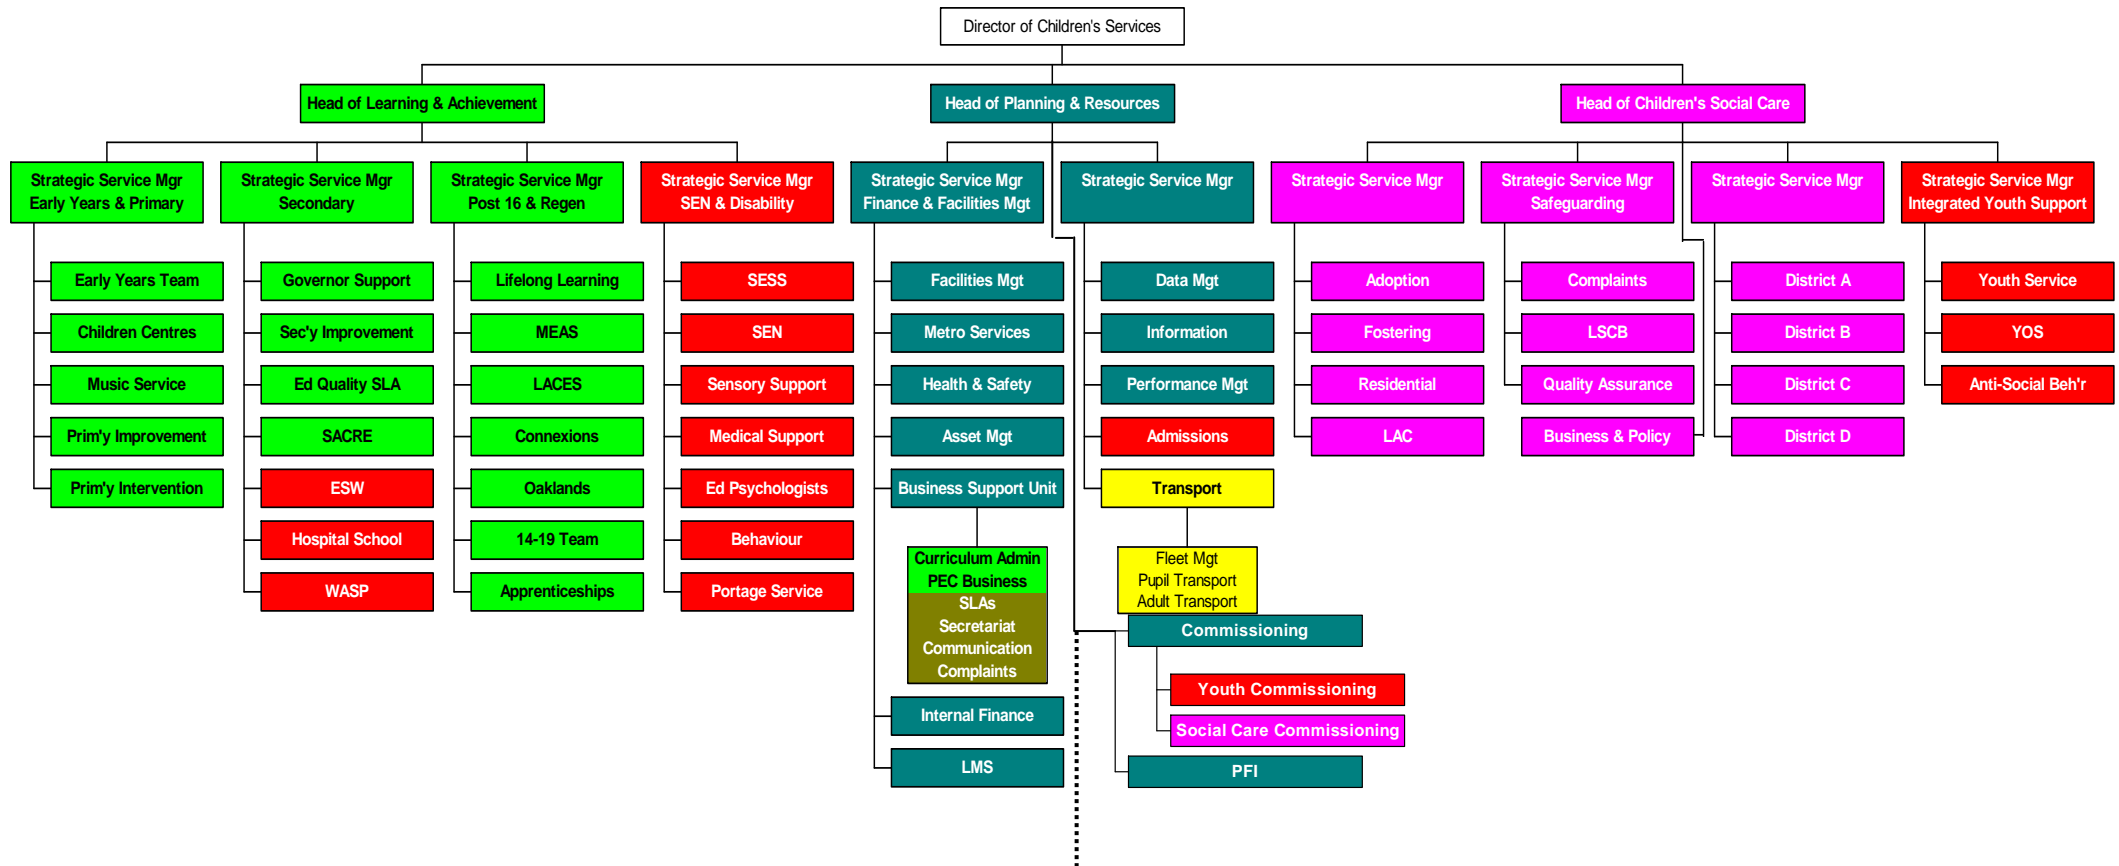 Director of Children's Services
Head of Learning & Achievement
Head of Planning & Resources
Head of Children's Social Care
Strategic Service Mgr
Early Years & Primary
Strategic Service Mgr
Secondary
Strategic Service Mgr
Post 16 & Regen
Strategic Service Mgr
SEN & Disability
Strategic Service Mgr
Finance & Facilities Mgt
Strategic Service Mgr
Strategic Service Mgr
Strategic Service Mgr
Safeguarding
Strategic Service Mgr
Strategic Service Mgr
Integrated Youth Support
Early Years Team
Children Centres
Music Service
Prim'y Improvement
Prim'y Intervention
Governor Support
Sec'y Improvement
Ed Quality SLA
SACRE
ESW
Hospital School
WASP
Lifelong Learning
MEAS
LACES
Connexions
Oaklands
14-19 Team
Apprenticeships
SESS
SEN
Sensory Support
Medical Support
Ed Psychologists
Behaviour
Portage Service
Facilities Mgt
Metro Services
Health & Safety
Asset Mgt
Business Support Unit
Curriculum Admin
PEC Business
SLAs
Secretariat
Communication
Complaints
Internal Finance
LMS
Data Mgt
Information
Performance Mgt
Admissions
Transport
Fleet Mgt
Pupil Transport
Adult Transport
Commissioning
Youth Commissioning
Social Care Commissioning
PFI
Adoption
Fostering
Residential
LAC
Complaints
LSCB
Quality Assurance
Business & Policy
District A
District B
District C
District D
Youth Service
YOS
Anti-Social Beh'r